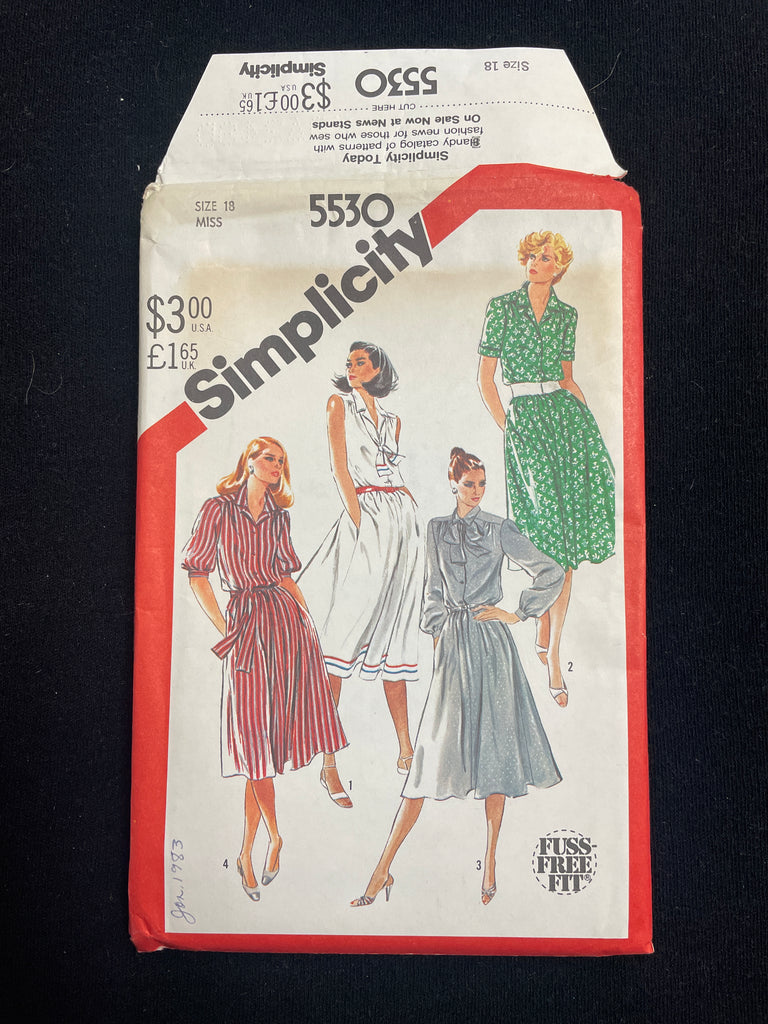 Simplicity Today
Handy catalog of patterns with
fashion news for those who sew
On Sale Now at News Stands
CUT HERE
$3.00 USA £1.65 UK
5530
Size 18
Simplicity
SIZE 18
MISS
5530
Simplicity
$3.00
U.S.A.
£1.65
U.K.
1
2
3
4
FUSS-
FREE
FIT®
Jan. 1983